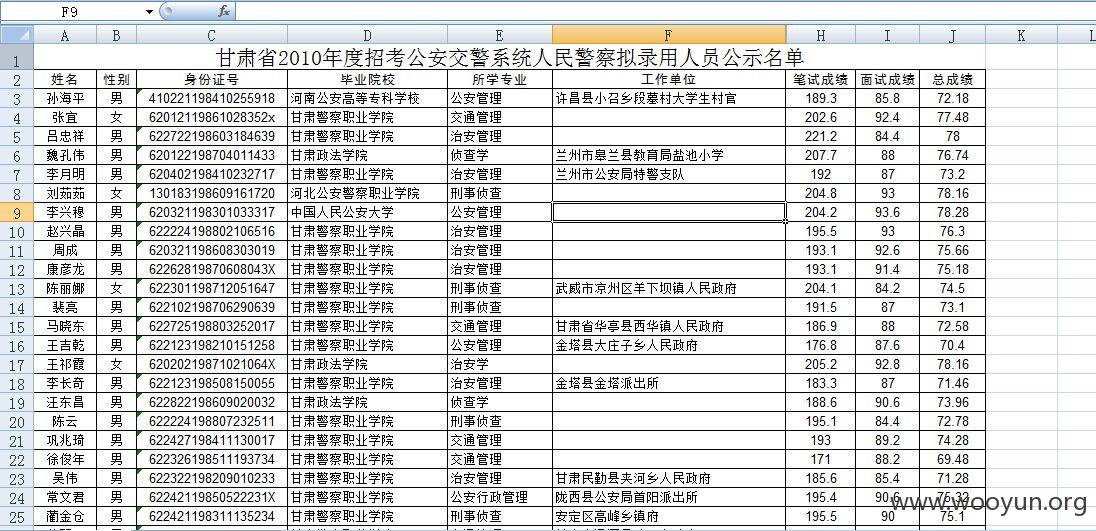 F9 fx
A B C D E F H I J K L
1 甘肃省2010年度招考公安交警系统人民警察拟录用人员公示名单
2 姓名 性别 身份证号 毕业院校 所学专业 工作单位 笔试成绩 面试成绩 总成绩
3 孙海平 男 410221198410255918 河南公安高等专科学校 公安管理 许昌县小召乡段墓村大学生村官 189.3 85.8 72.18
4 张宜 女 62012119861028352x 甘肃警察职业学院 交通管理 202.6 92.4 77.48
5 吕忠祥 男 622722198603184639 甘肃警察职业学院 治安管理 221.2 84.4 78
6 魏孔伟 男 620122198704011433 甘肃政法学院 侦查学 兰州市皋兰县教育局盐池小学 207.7 88 76.74
7 李月明 男 620402198410232717 甘肃警察职业学院 治安管理 兰州市公安局特警支队 192 87 73.2
8 刘茹茹 女 130183198609161720 河北公安警察职业学院 刑事侦查 204.8 93 78.16
9 李兴穆 男 620321198301033317 中国人民公安大学 公安管理 204.2 93.6 78.28
10 赵兴晶 男 622224198802106516 甘肃警察职业学院 治安管理 195.5 93 76.3
11 周成 男 620321198608303019 甘肃警察职业学院 治安管理 193.1 92.6 75.66
12 康彦龙 男 62262819870608043X 甘肃警察职业学院 治安管理 193.1 91.4 75.18
13 陈丽娜 女 622301198712051647 甘肃警察职业学院 刑事侦查 武威市凉州区羊下坝镇人民政府 204.1 84.2 74.5
14 裴亮 男 622102198706290639 甘肃警察职业学院 刑事侦查 191.5 87 73.1
15 马晓东 男 622725198803252017 甘肃警察职业学院 交通管理 甘肃省华亭县西华镇人民政府 186.9 88 72.58
16 王吉乾 男 622123198210151258 甘肃警察职业学院 公安管理 金塔县大庄子乡人民政府 176.8 87.6 70.4
17 王祁霞 女 62020219871021064X 甘肃政法学院 治安学 205.2 92.8 78.16
18 李长奇 男 622123198508150055 甘肃警察职业学院 治安管理 金塔县金塔派出所 183.3 87 71.46
19 汪东昌 男 622822198609020032 甘肃政法学院 侦查学 188.6 90.6 73.96
20 陈云 男 622224198807232511 甘肃警察职业学院 刑事侦查 195.1 84.4 72.78
21 巩兆琦 男 622427198411130017 甘肃警察职业学院 交通管理 193 89.2 74.28
22 徐俊年 男 622326198511193734 甘肃警察职业学院 交通管理 171 88.2 69.48
23 吴伟 男 622322198209010233 甘肃警察职业学院 治安管理 甘肃民勤县夹河乡人民政府 185.6 85.4 71.28
24 常文君 男 62242119850522231X 甘肃警察职业学院 公安行政管理 陇西县公安局首阳派出所 195.4 90.6 75.32
25 蔺金仓 男 622421198311135234 甘肃警察职业学院 刑事侦查 安定区高峰乡镇府 195.5 90 75.1
www.wooyun.org